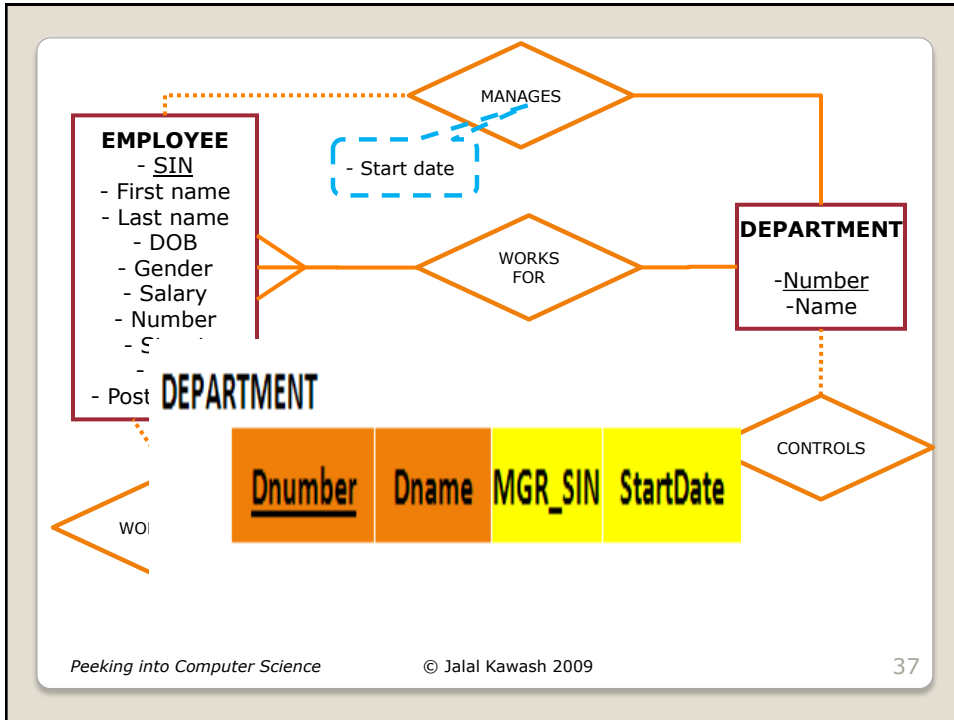 MANAGES
EMPLOYEE
- SIN
- First name
- Last name
- DOB
- Gender
- Salary
- Number
-
-
- Post
- Start date
WORKS
FOR
DEPARTMENT
-Number
-Name
DEPARTMENT
Dnumber Dname MGR_SIN StartDate
CONTROLS
Peeking into Computer Science © Jalal Kawash 2009 37